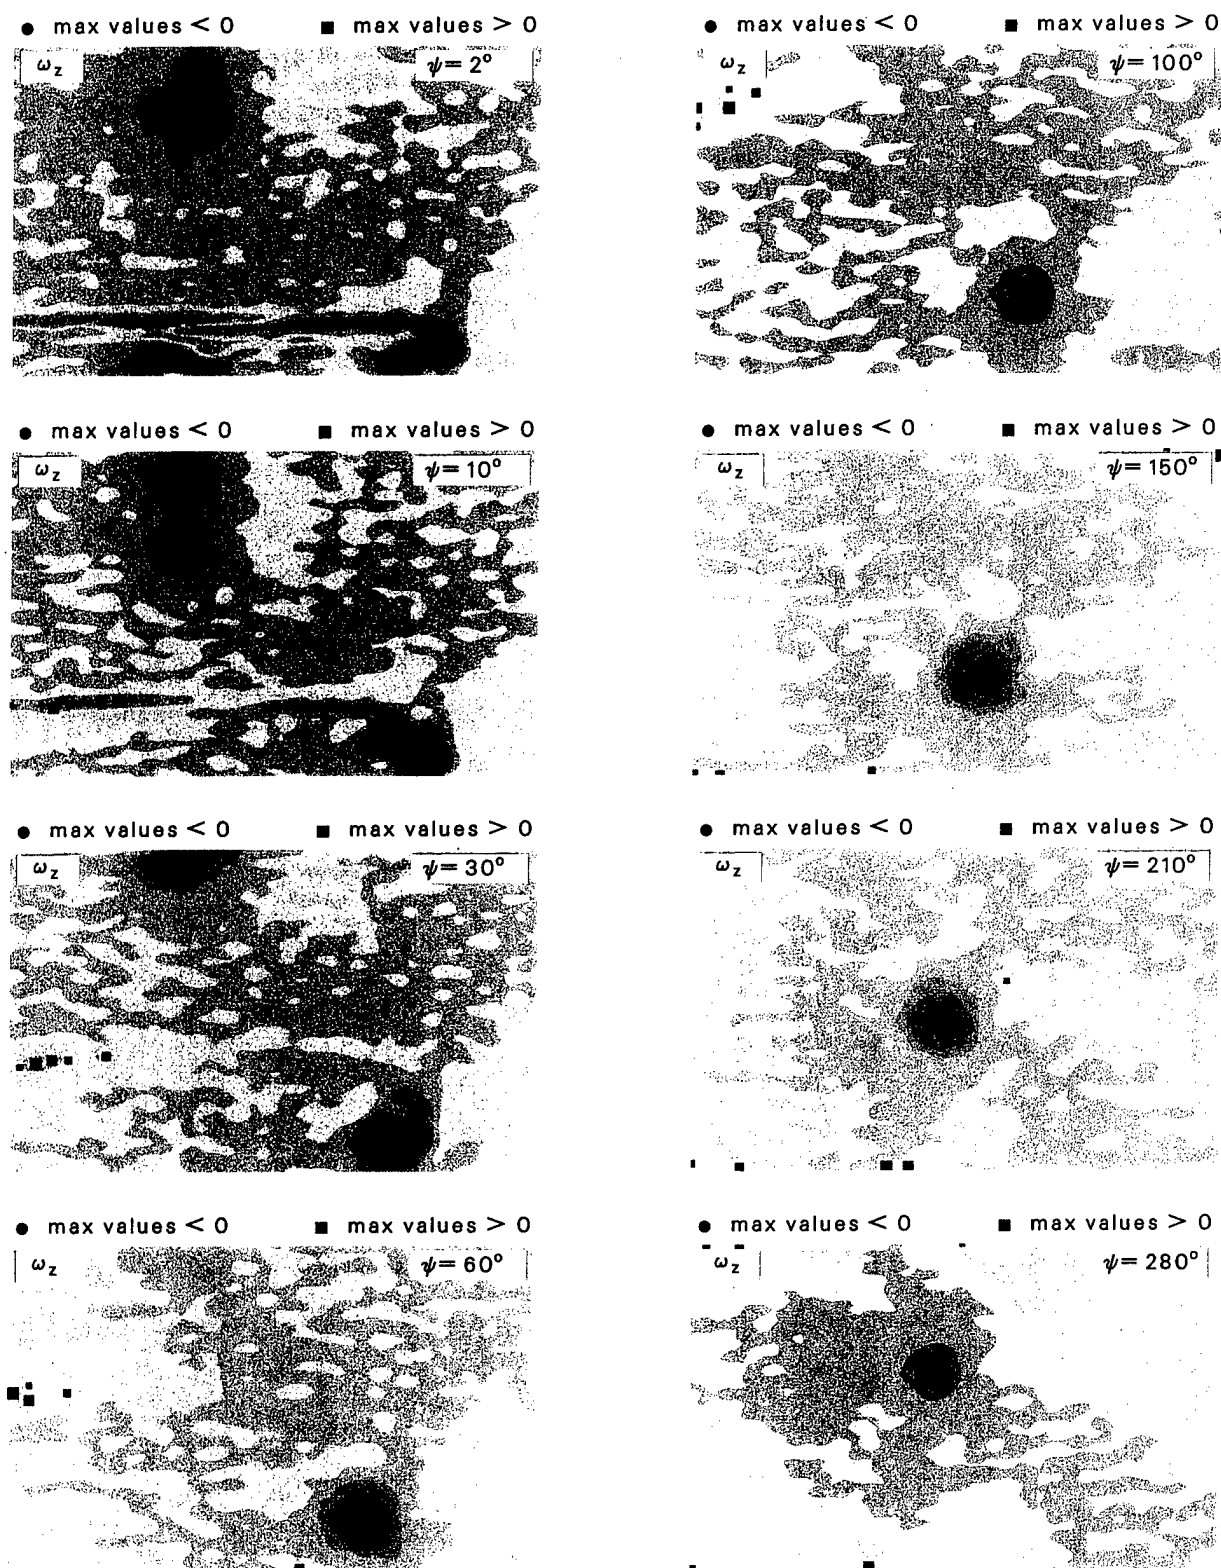 ● max values < 0 ■ max values > 0
ω_z ψ = 2°
● max values < 0 ■ max values > 0
ω_z ψ = 10°
● max values < 0 ■ max values > 0
ω_z ψ = 30°
● max values < 0 ■ max values > 0
ω_z ψ = 60°
● max values < 0 ■ max values > 0
ω_z ψ = 100°
● max values < 0 ■ max values > 0
ω_z ψ = 150°
● max values < 0 ■ max values > 0
ω_z ψ = 210°
● max values < 0 ■ max values > 0
ω_z ψ = 280°